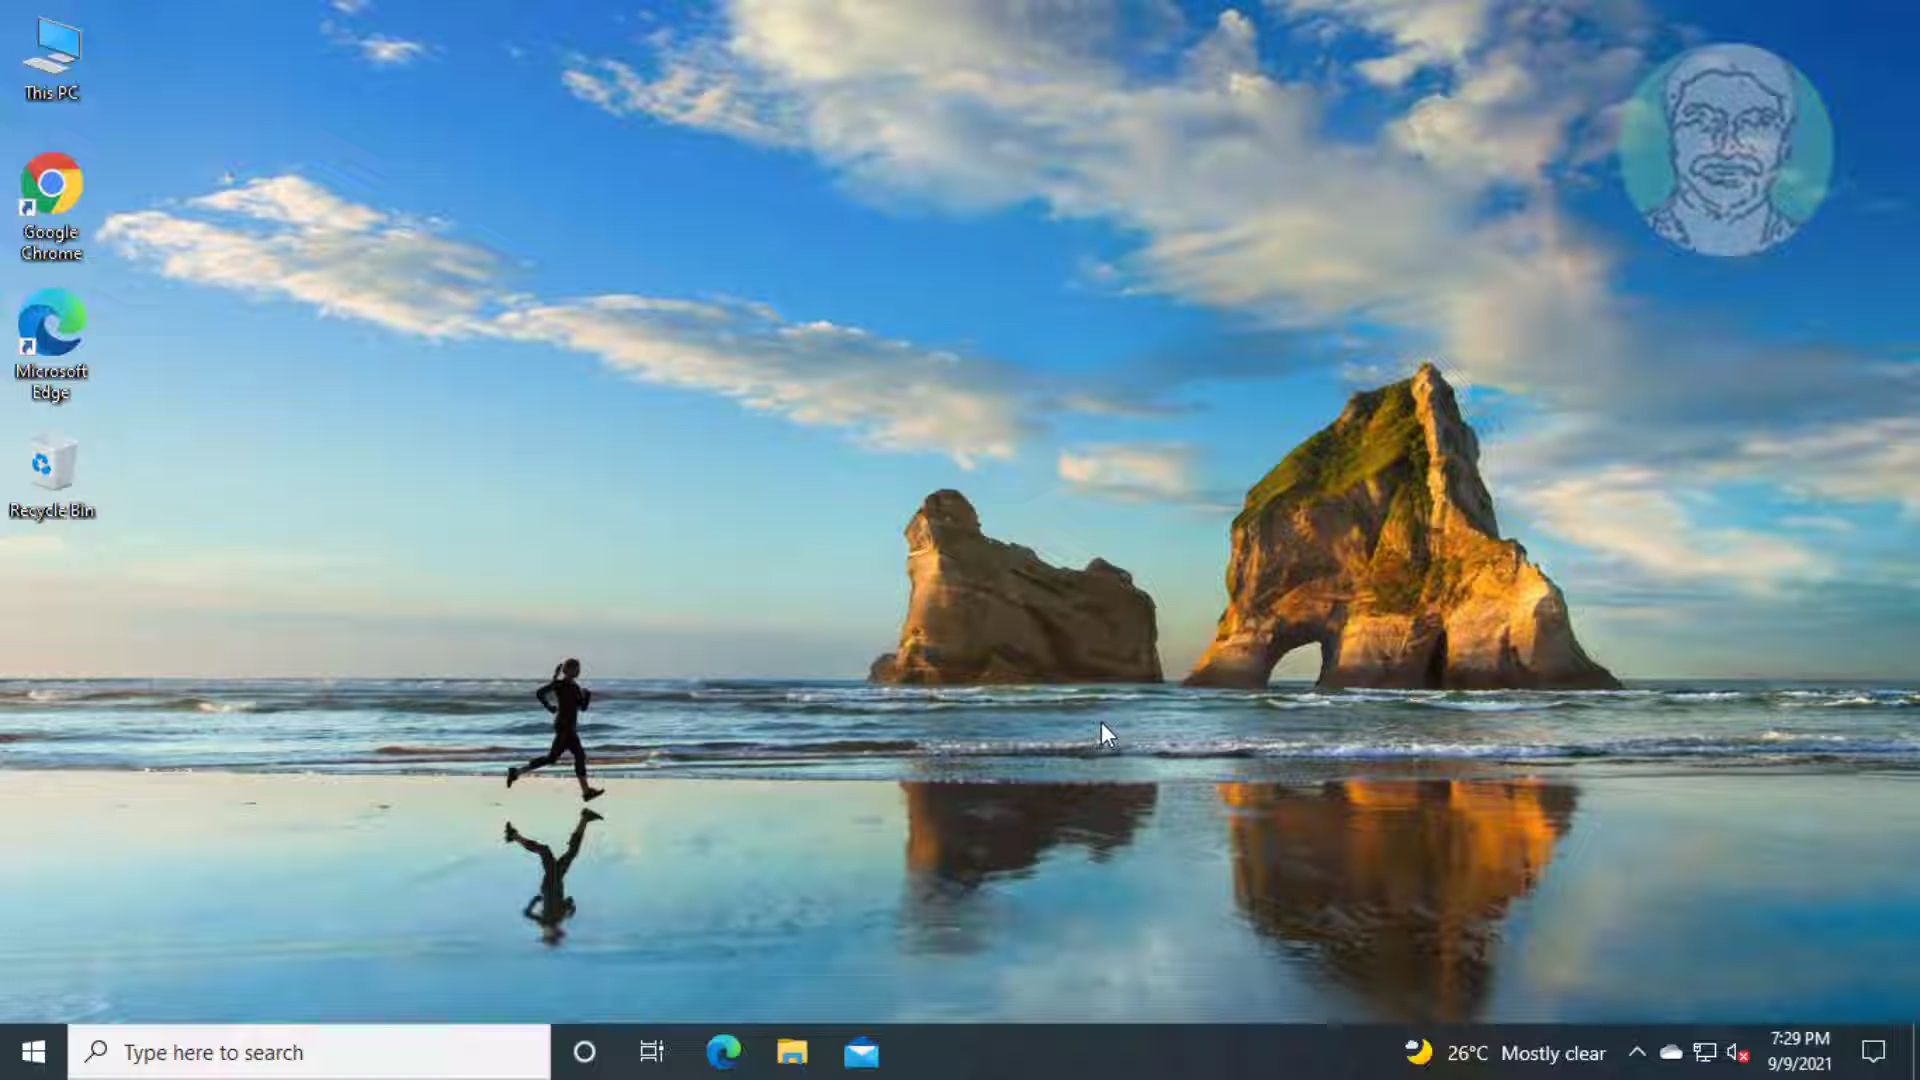 This PC
Google
Chrome
Microsoft
Edge
Recycle Bin
Type here to search
26°C Mostly clear
7:29 PM
9/9/2021